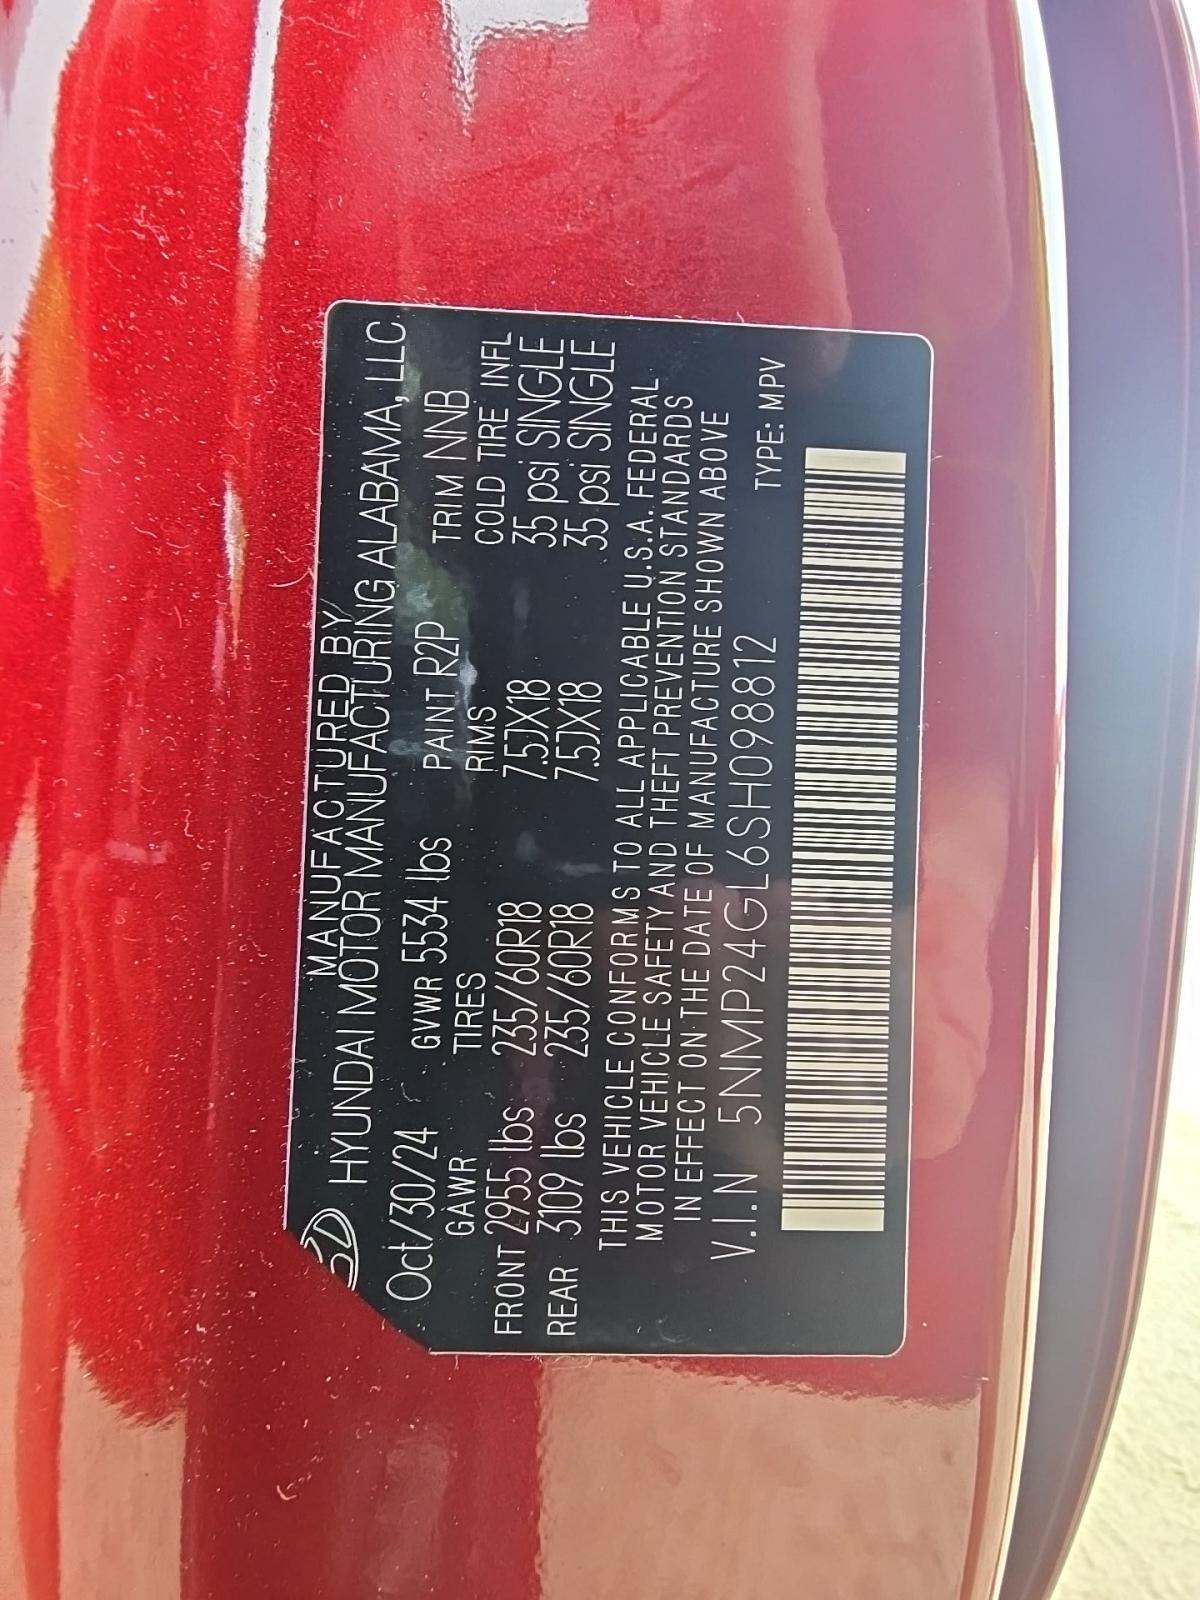 MANUFACTURED BY
HYUNDAI MOTOR MANUFACTURING ALABAMA, LLC.
Oct/30/24 GVWR 5534 lbs PAINT R2P TRIM NNB
GAWR TIRES RIMS COLD TIRE INFL
FRONT 2955 lbs 235/60R18 7.5JX18 35 psi SINGLE
REAR 3109 lbs 235/60R18 7.5JX18 35 psi SINGLE
THIS VEHICLE CONFORMS TO ALL APPLICABLE U.S.A. FEDERAL
MOTOR VEHICLE SAFETY AND THEFT PREVENTION STANDARDS
IN EFFECT ON THE DATE OF MANUFACTURE SHOWN ABOVE
V.I.N 5NMP24GL6SH098812 TYPE: MPV